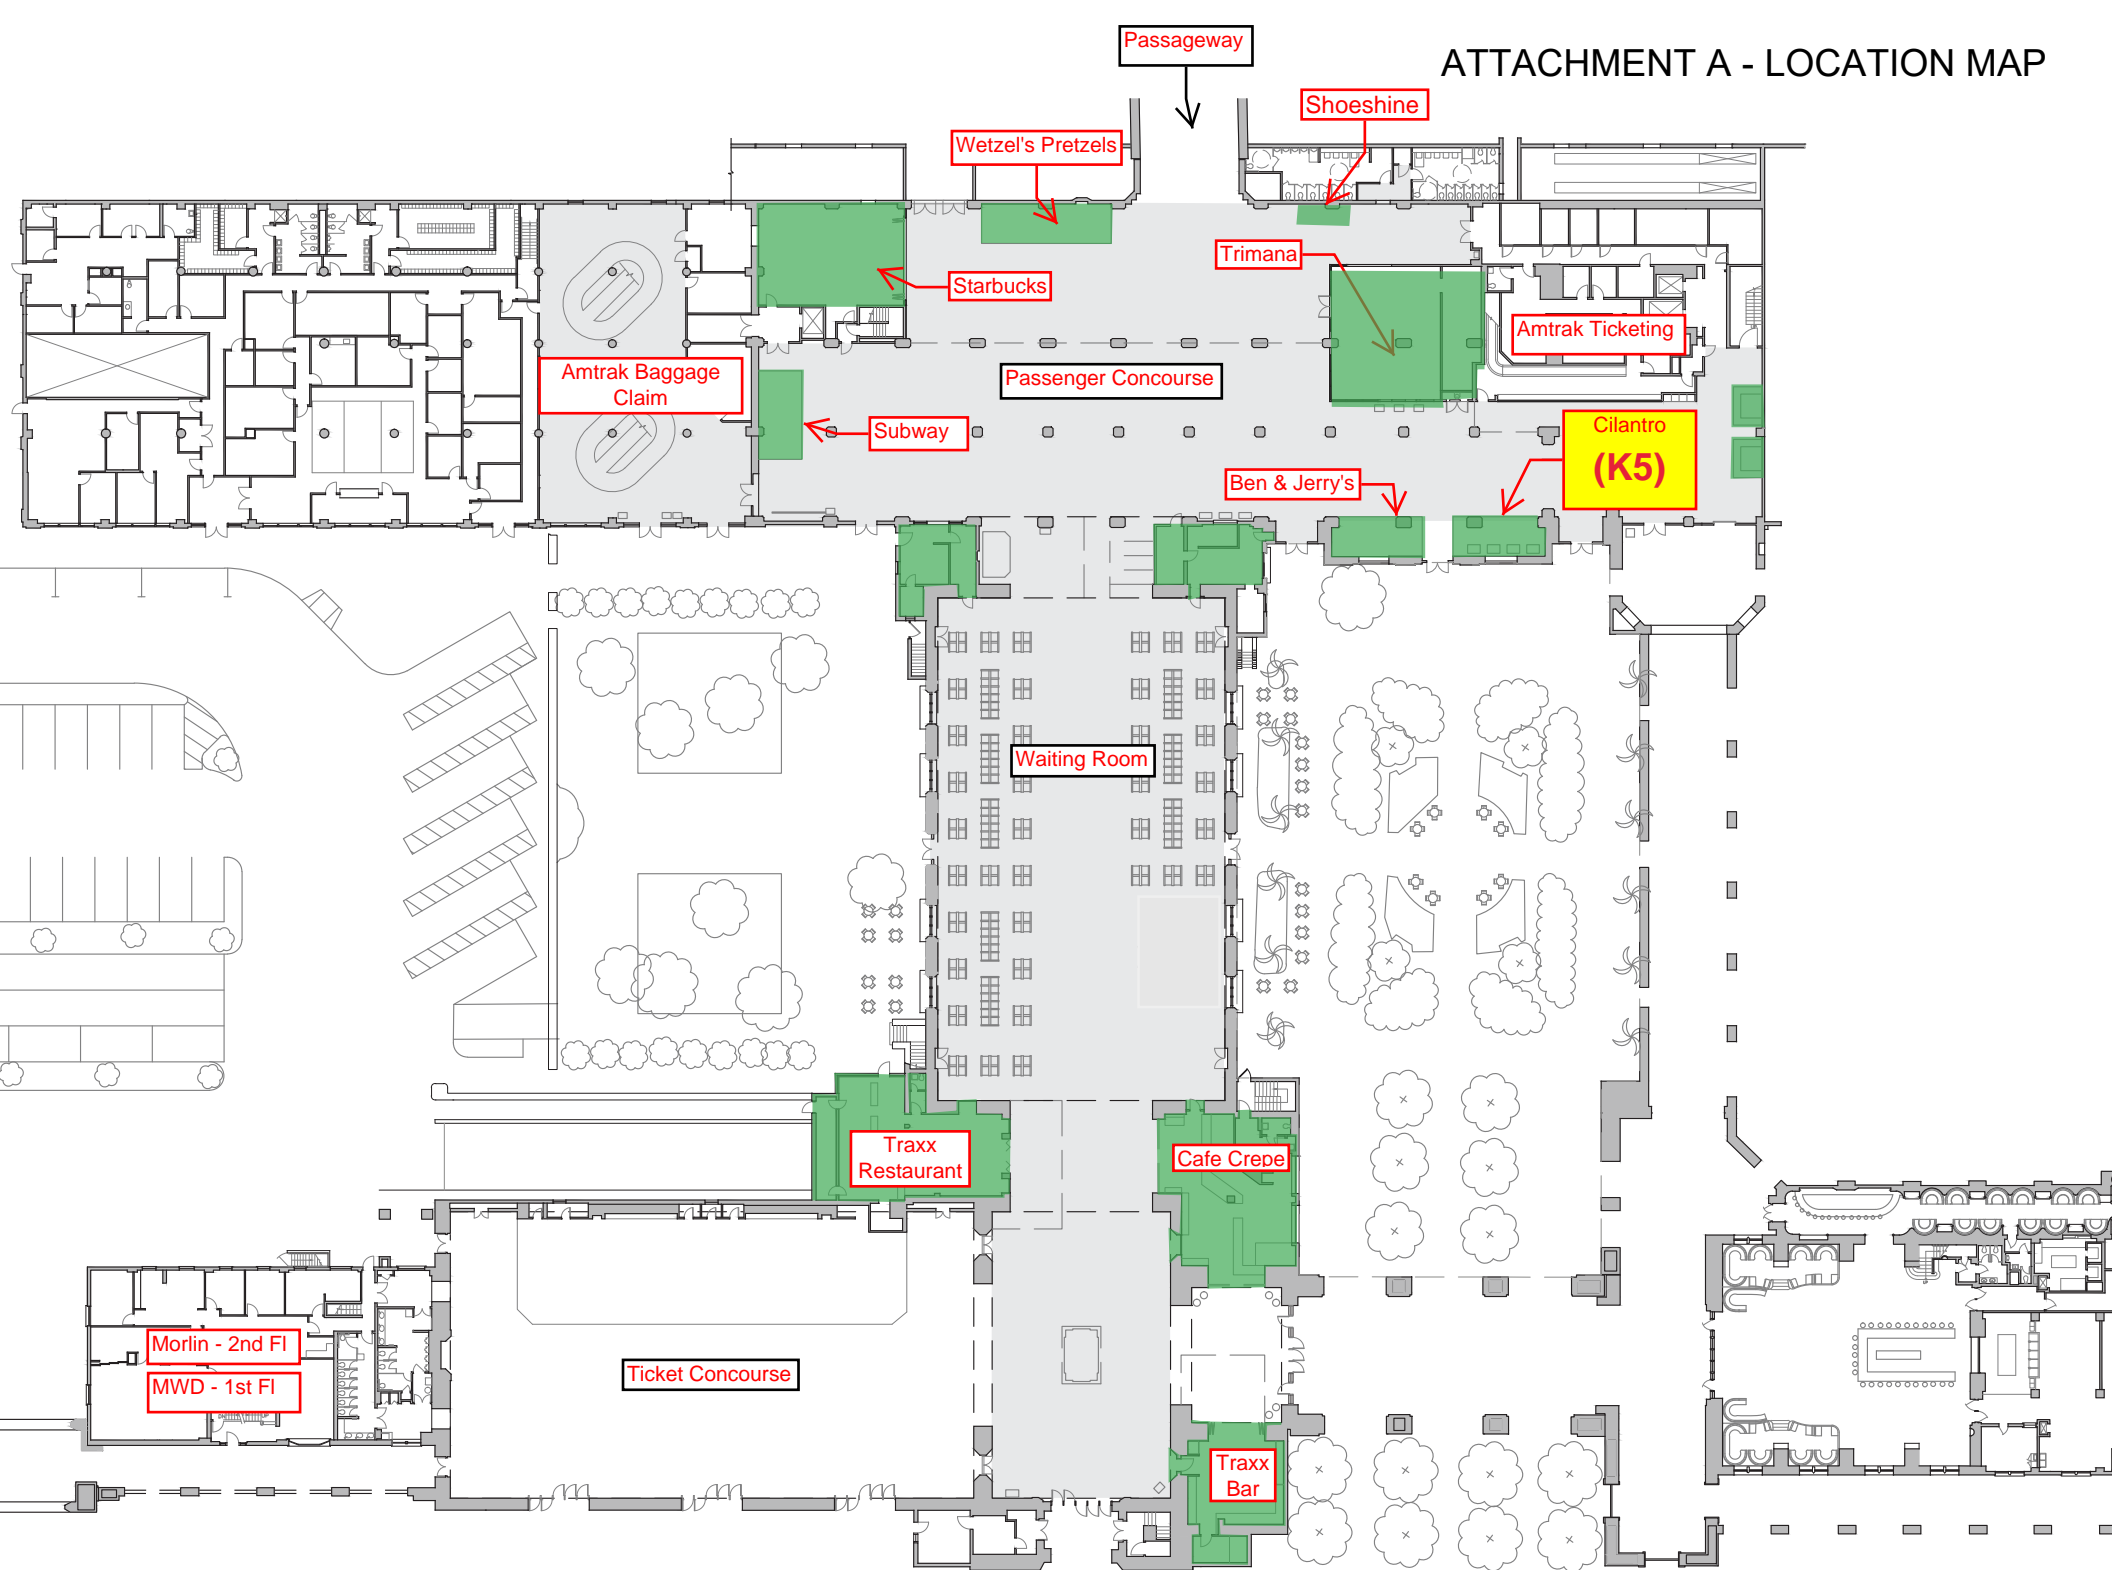 Passageway
ATTACHMENT A - LOCATION MAP
Shoeshine
Wetzel's Pretzels
Trimana
Starbucks
Amtrak Ticketing
Amtrak Baggage
Claim
Passenger Concourse
Subway
Cilantro
(K5)
Ben & Jerry's
Waiting Room
Traxx
Restaurant
Cafe Crepe
Morlin - 2nd Fl
MWD - 1st Fl
Ticket Concourse
Traxx
Bar